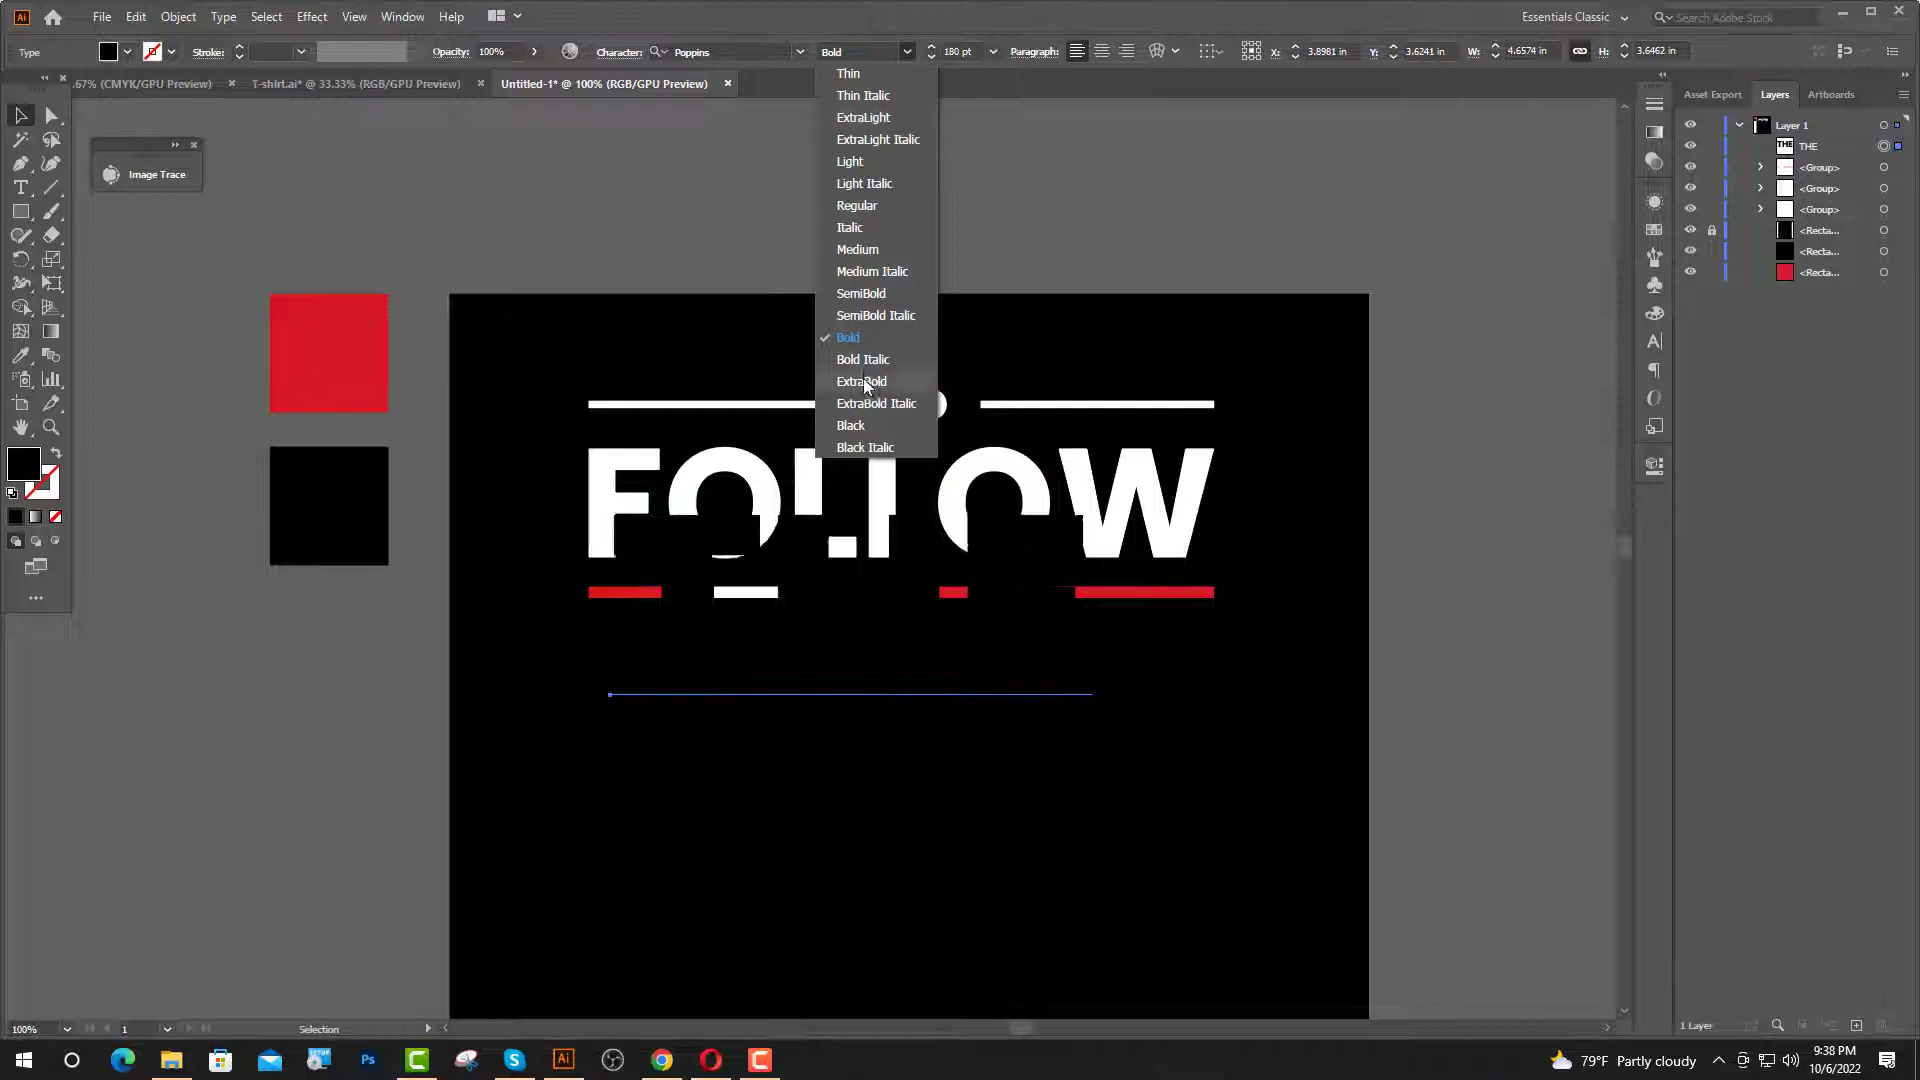 Ai File Edit Object Type Select Effect View Window Help Essentials Classic Search Adobe Stock
Type Stroke: Opacity: 100% Character: Poppins Bold 180 pt Paragraph: X: 3.8981 in Y: 3.6241 in W: 4.6574 in H: 3.6462 in
.67% (CMYK/GPU Preview) × T-shirt.ai* @ 33.33% (RGB/GPU Preview) × Untitled-1* @ 100% (RGB/GPU Preview) ×
Asset Export Layers Artboards
Image Trace
Thin
Thin Italic
ExtraLight
ExtraLight Italic
Light
Light Italic
Regular
Italic
Medium
Medium Italic
SemiBold
SemiBold Italic
Bold
Bold Italic
ExtraBold
ExtraBold Italic
Black
Black Italic
Layer 1
THE THE
<Group>
<Group>
<Group>
<Recta...
<Recta...
<Recta...
FOLLOW
100% 1 Selection
1 Layer
Ps Ai 79°F Partly cloudy 9:38 PM
10/6/2022